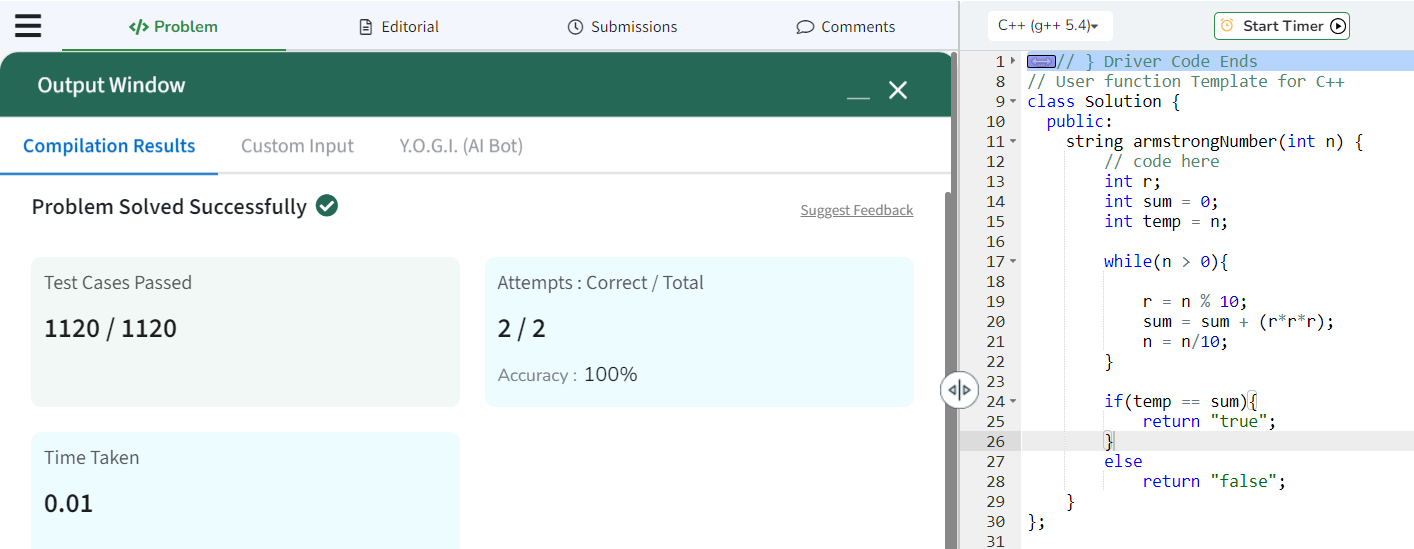 </> Problem
Editorial
Submissions
Comments
C++ (g++ 5.4)
Start Timer
Output Window
Compilation Results
Custom Input
Y.O.G.I. (AI Bot)
Problem Solved Successfully
Suggest Feedback
Test Cases Passed
1120 / 1120
Attempts : Correct / Total
2 / 2
Accuracy : 100%
Time Taken
0.01
1 // } Driver Code Ends
8 // User function Template for C++
9 class Solution {
10 public:
11 string armstrongNumber(int n) {
12 // code here
13 int r;
14 int sum = 0;
15 int temp = n;
16
17 while(n > 0){
18
19 r = n % 10;
20 sum = sum + (r*r*r);
21 n = n/10;
22 }
23
24 if(temp == sum){
25 return "true";
26 }
27 else
28 return "false";
29 }
30 };
31